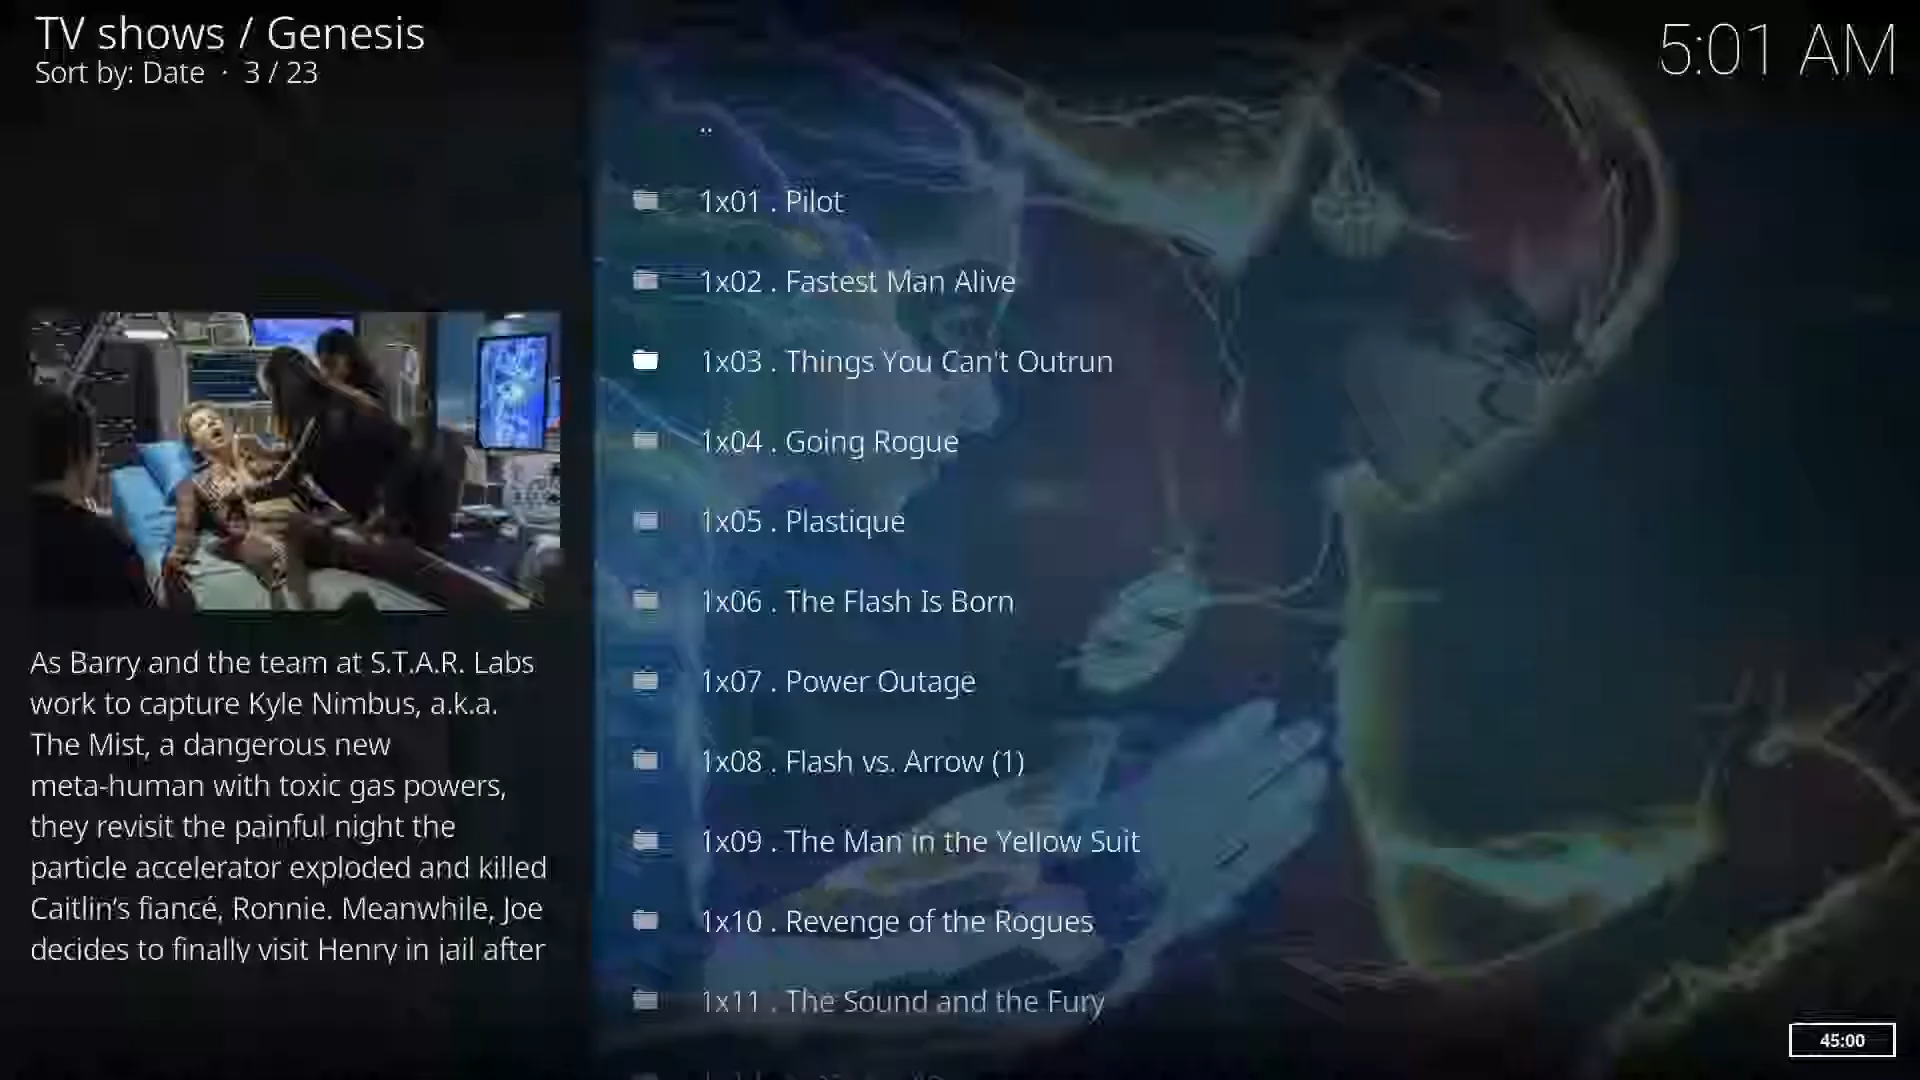 TV shows / Genesis
Sort by: Date · 3 / 23
5:01 AM
..
1x01 . Pilot
1x02 . Fastest Man Alive
1x03 . Things You Can't Outrun
1x04 . Going Rogue
1x05 . Plastique
1x06 . The Flash Is Born
1x07 . Power Outage
1x08 . Flash vs. Arrow (1)
1x09 . The Man in the Yellow Suit
1x10 . Revenge of the Rogues
1x11 . The Sound and the Fury
As Barry and the team at S.T.A.R. Labs
work to capture Kyle Nimbus, a.k.a.
The Mist, a dangerous new
meta-human with toxic gas powers,
they revisit the painful night the
particle accelerator exploded and killed
Caitlin's fiancé, Ronnie. Meanwhile, Joe
decides to finally visit Henry in jail after
45:00